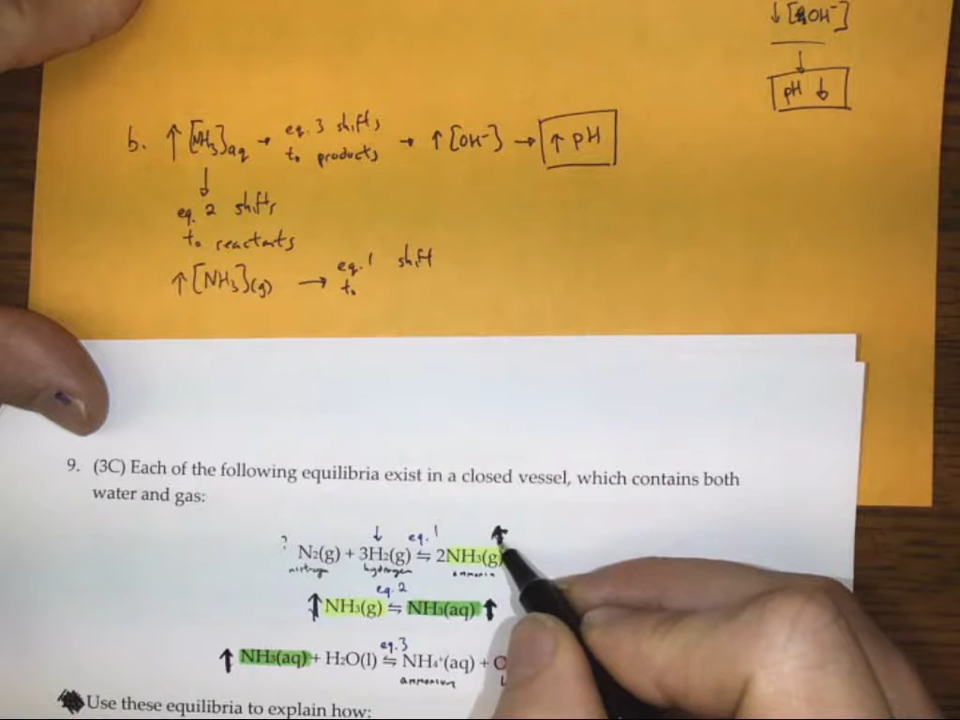 ↓[OH⁻]
pH ↓
b. ↑[NH₃]aq → eq. 3 shifts to products → ↑[OH⁻] → ↑ pH
↓
eq. 2 shifts
to reactants
↑[NH₃](g) → eq. 1 shift to
9. (3C) Each of the following equilibria exist in a closed vessel, which contains both
water and gas:
↓ eq. 1 ↑
? N₂(g) + 3H₂(g) ⇌ 2NH₃(g)
nitrogen hydrogen ammonia
eq. 2
↑ NH₃(g) ⇌ NH₃(aq) ↑
eq. 3
↑ NH₃(aq) + H₂O(l) ⇌ NH₄⁺(aq) + O
ammonium
Use these equilibria to explain how: